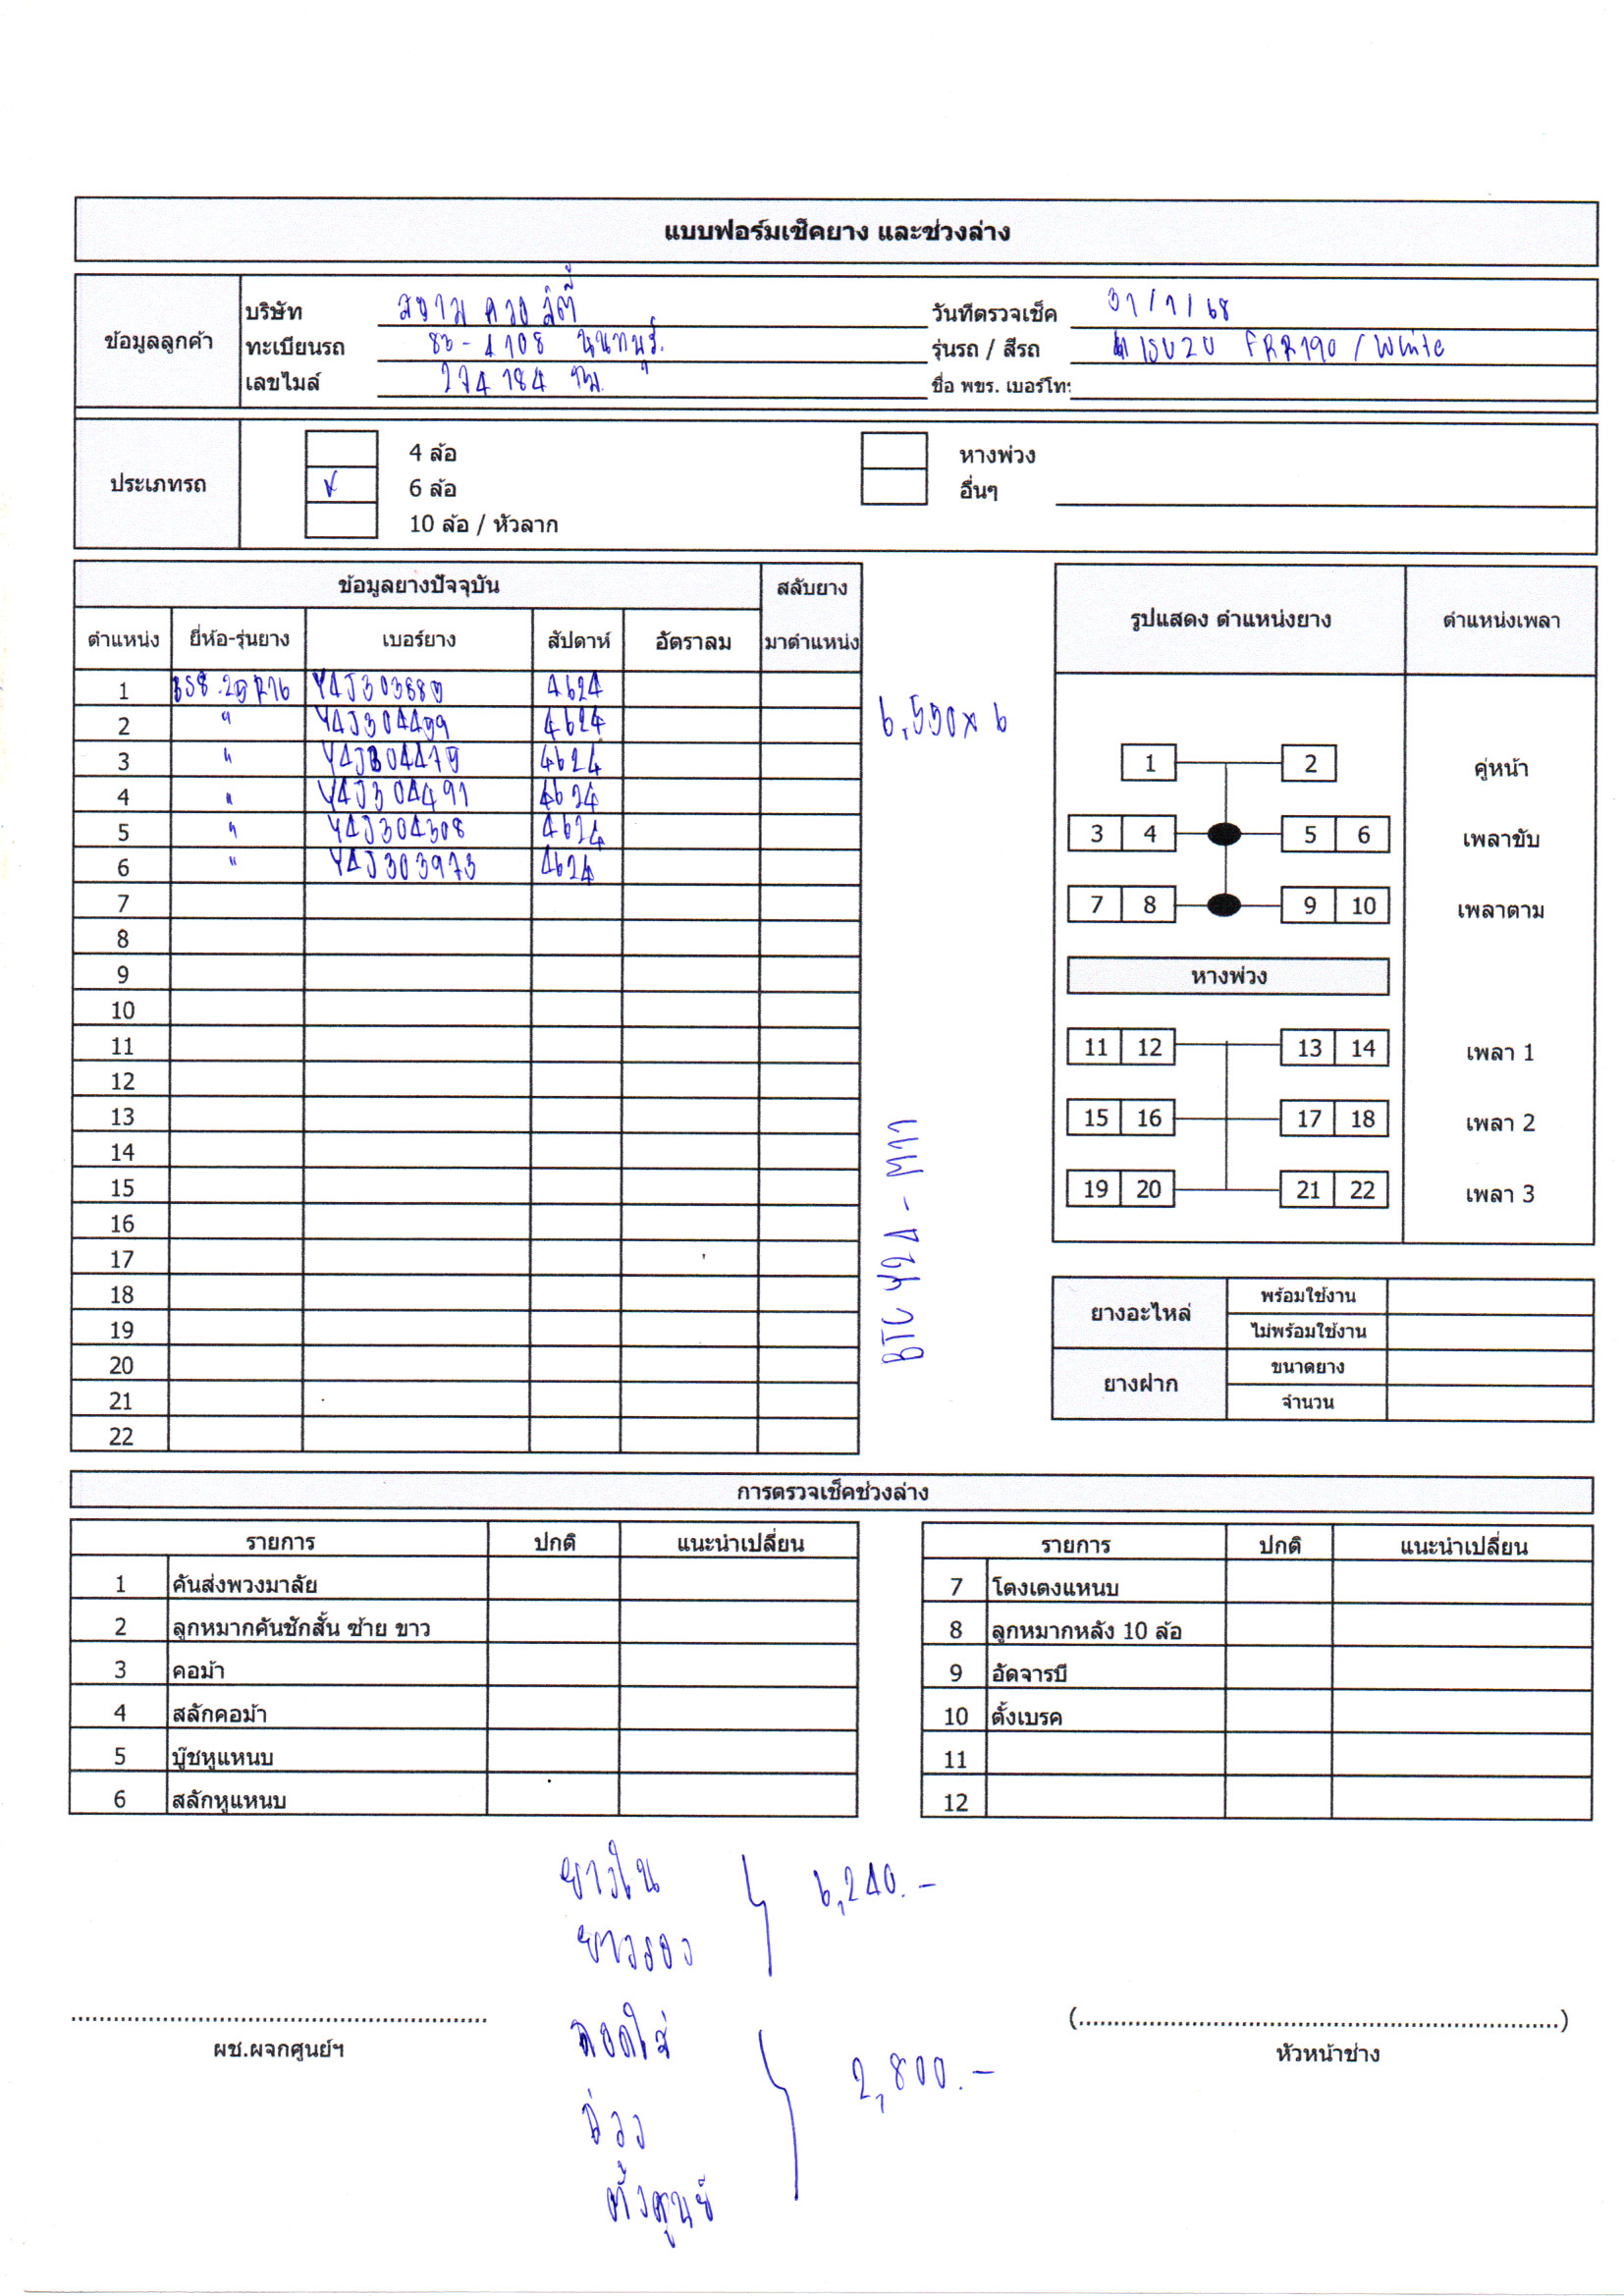 แบบฟอร์มเช็คยาง และช่วงล่าง
ข้อมูลลูกค้า
บริษัท สยาม ควอลิตี้ วันที่ตรวจเช็ค 31/1/68
ทะเบียนรถ 83-4108 นนทบุรี. รุ่นรถ / สีรถ ISUZU FRR190 / White
เลขไมล์ 274184 กม. ชื่อ พขร. เบอร์โทร
ประเภทรถ
4 ล้อ หางพ่วง
6 ล้อ อื่นๆ
10 ล้อ / หัวลาก
ข้อมูลยางปัจจุบัน สลับยาง
ตำแหน่ง ยี่ห้อ-รุ่นยาง เบอร์ยาง สัปดาห์ อัตราลม มาตำแหน่ง
1 BS8.25R16 Y4J303889 4624
2 " Y4J304439 4624
3 " Y4J304479 4624
4 " Y4J304491 4624
5 " Y4J304308 4624
6 " Y4J303973 4624
7
8
9
10
11
12
13
14
15
16
17
18
19
20
21
22
6,550 x 6
BTC 424 - M11
รูปแสดง ตำแหน่งยาง ตำแหน่งเพลา
1 2 คู่หน้า
3 4 5 6 เพลาขับ
7 8 9 10 เพลาตาม
หางพ่วง
11 12 13 14 เพลา 1
15 16 17 18 เพลา 2
19 20 21 22 เพลา 3
ยางอะไหล่ พร้อมใช้งาน
ไม่พร้อมใช้งาน
ยางฝาก ขนาดยาง
จำนวน
การตรวจเช็คช่วงล่าง
รายการ ปกติ แนะนำเปลี่ยน
1 คันส่งพวงมาลัย
2 ลูกหมากคันชักสั้น ซ้าย ขาว
3 คอม้า
4 สลักคอม้า
5 บู๊ชหูแหนบ
6 สลักหูแหนบ
รายการ ปกติ แนะนำเปลี่ยน
7 โตงเตงแหนบ
8 ลูกหมากหลัง 10 ล้อ
9 อัดจารบี
10 ตั้งเบรค
11
12
ยางใน
ยางรอง
6,240.-
ถอดใส่
ถ่วง
ตั้งศูนย์
2,800.-
ผช.ผจกศูนย์ฯ
(.....)
หัวหน้าช่าง